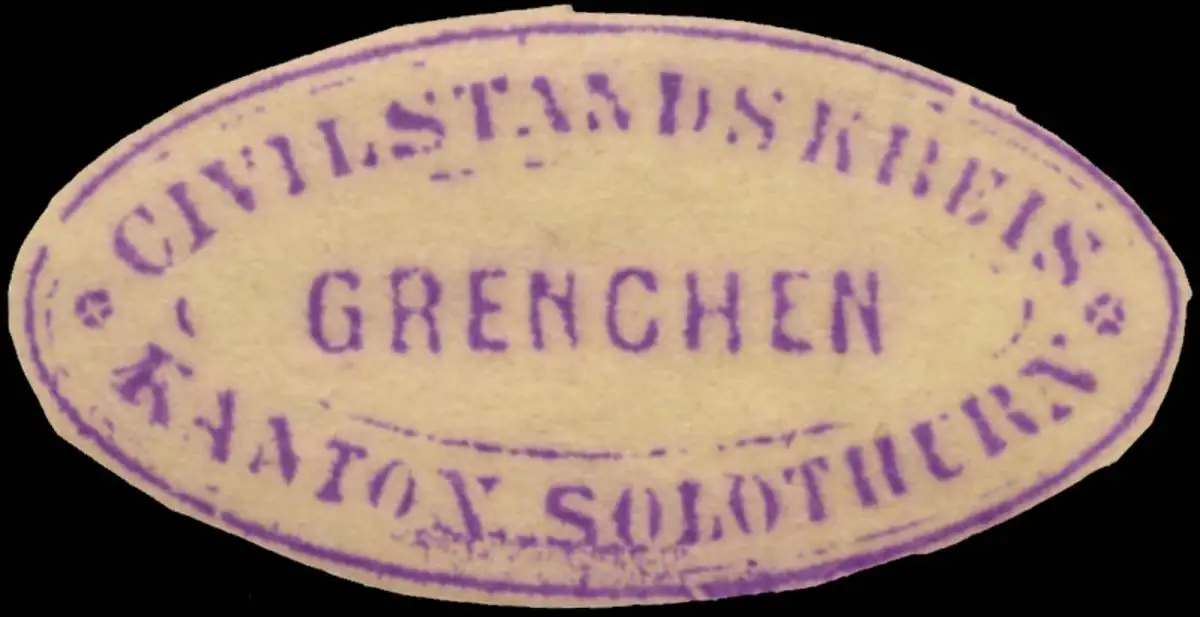 CIVILSTANDSKREIS
GRENCHEN
KANTON SOLOTHURN